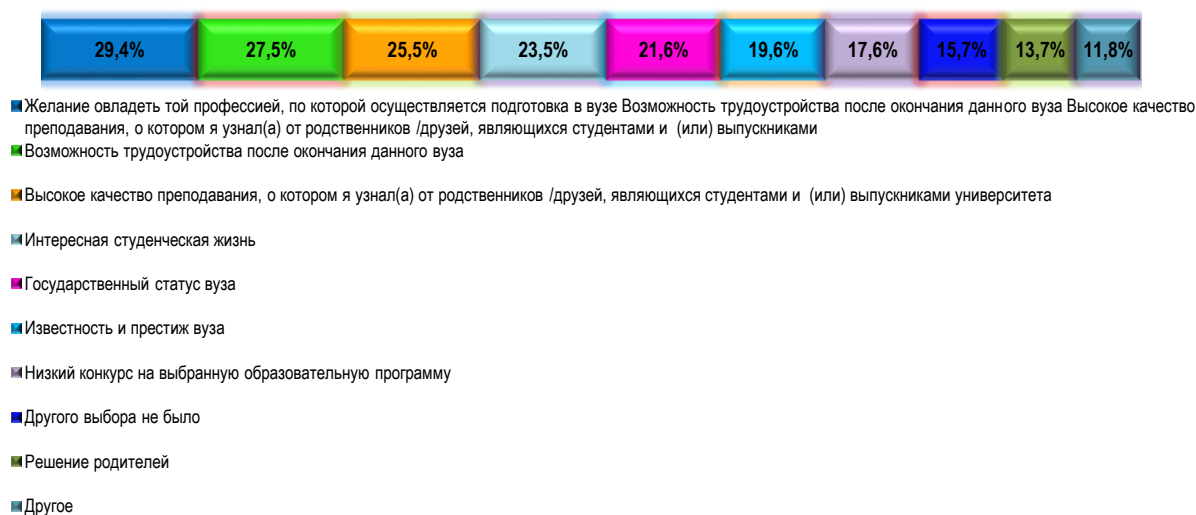 29,4% 27,5% 25,5% 23,5% 21,6% 19,6% 17,6% 15,7% 13,7% 11,8%
Желание овладеть той профессией, по которой осуществляется подготовка в вузе Возможность трудоустройства после окончания данного вуза Высокое качество
преподавания, о котором я узнал(а) от родственников /друзей, являющихся студентами и (или) выпускниками
Возможность трудоустройства после окончания данного вуза
Высокое качество преподавания, о котором я узнал(а) от родственников /друзей, являющихся студентами и (или) выпускниками университета
Интересная студенческая жизнь
Государственный статус вуза
Известность и престиж вуза
Низкий конкурс на выбранную образовательную программу
Другого выбора не было
Решение родителей
Другое